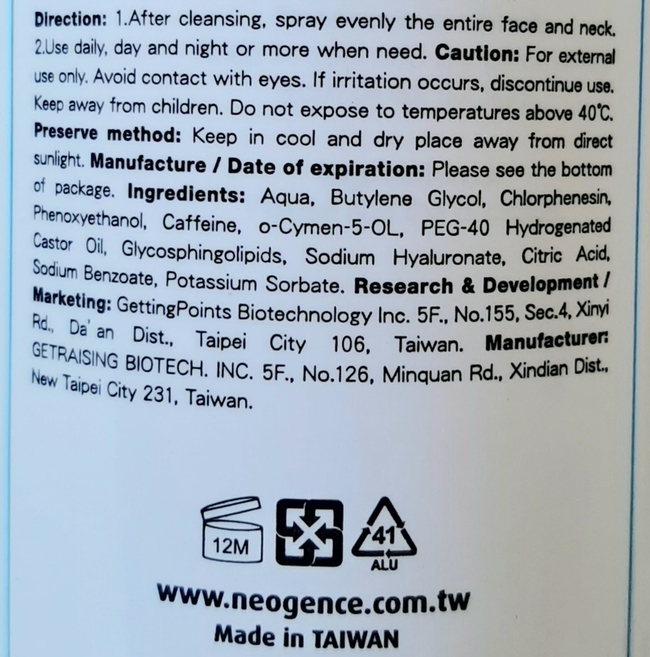 Direction: 1.After cleansing, spray evenly the entire face and neck.
2.Use daily, day and night or more when need. Caution: For external
use only. Avoid contact with eyes. If irritation occurs, discontinue use.
Keep away from children. Do not expose to temperatures above 40℃.
Preserve method: Keep in cool and dry place away from direct
sunlight. Manufacture / Date of expiration: Please see the bottom
of package. Ingredients: Aqua, Butylene Glycol, Chlorphenesin,
Phenoxyethanol, Caffeine, o-Cymen-5-OL, PEG-40 Hydrogenated
Castor Oil, Glycosphingolipids, Sodium Hyaluronate, Citric Acid,
Sodium Benzoate, Potassium Sorbate. Research & Development /
Marketing: GettingPoints Biotechnology Inc. 5F., No.155, Sec.4, Xinyi
Rd., Da' an Dist., Taipei City 106, Taiwan. Manufacturer:
GETRAISING BIOTECH. INC. 5F., No.126, Minquan Rd., Xindian Dist.,
New Taipei City 231, Taiwan.
12M
41
ALU
www.neogence.com.tw
Made in TAIWAN